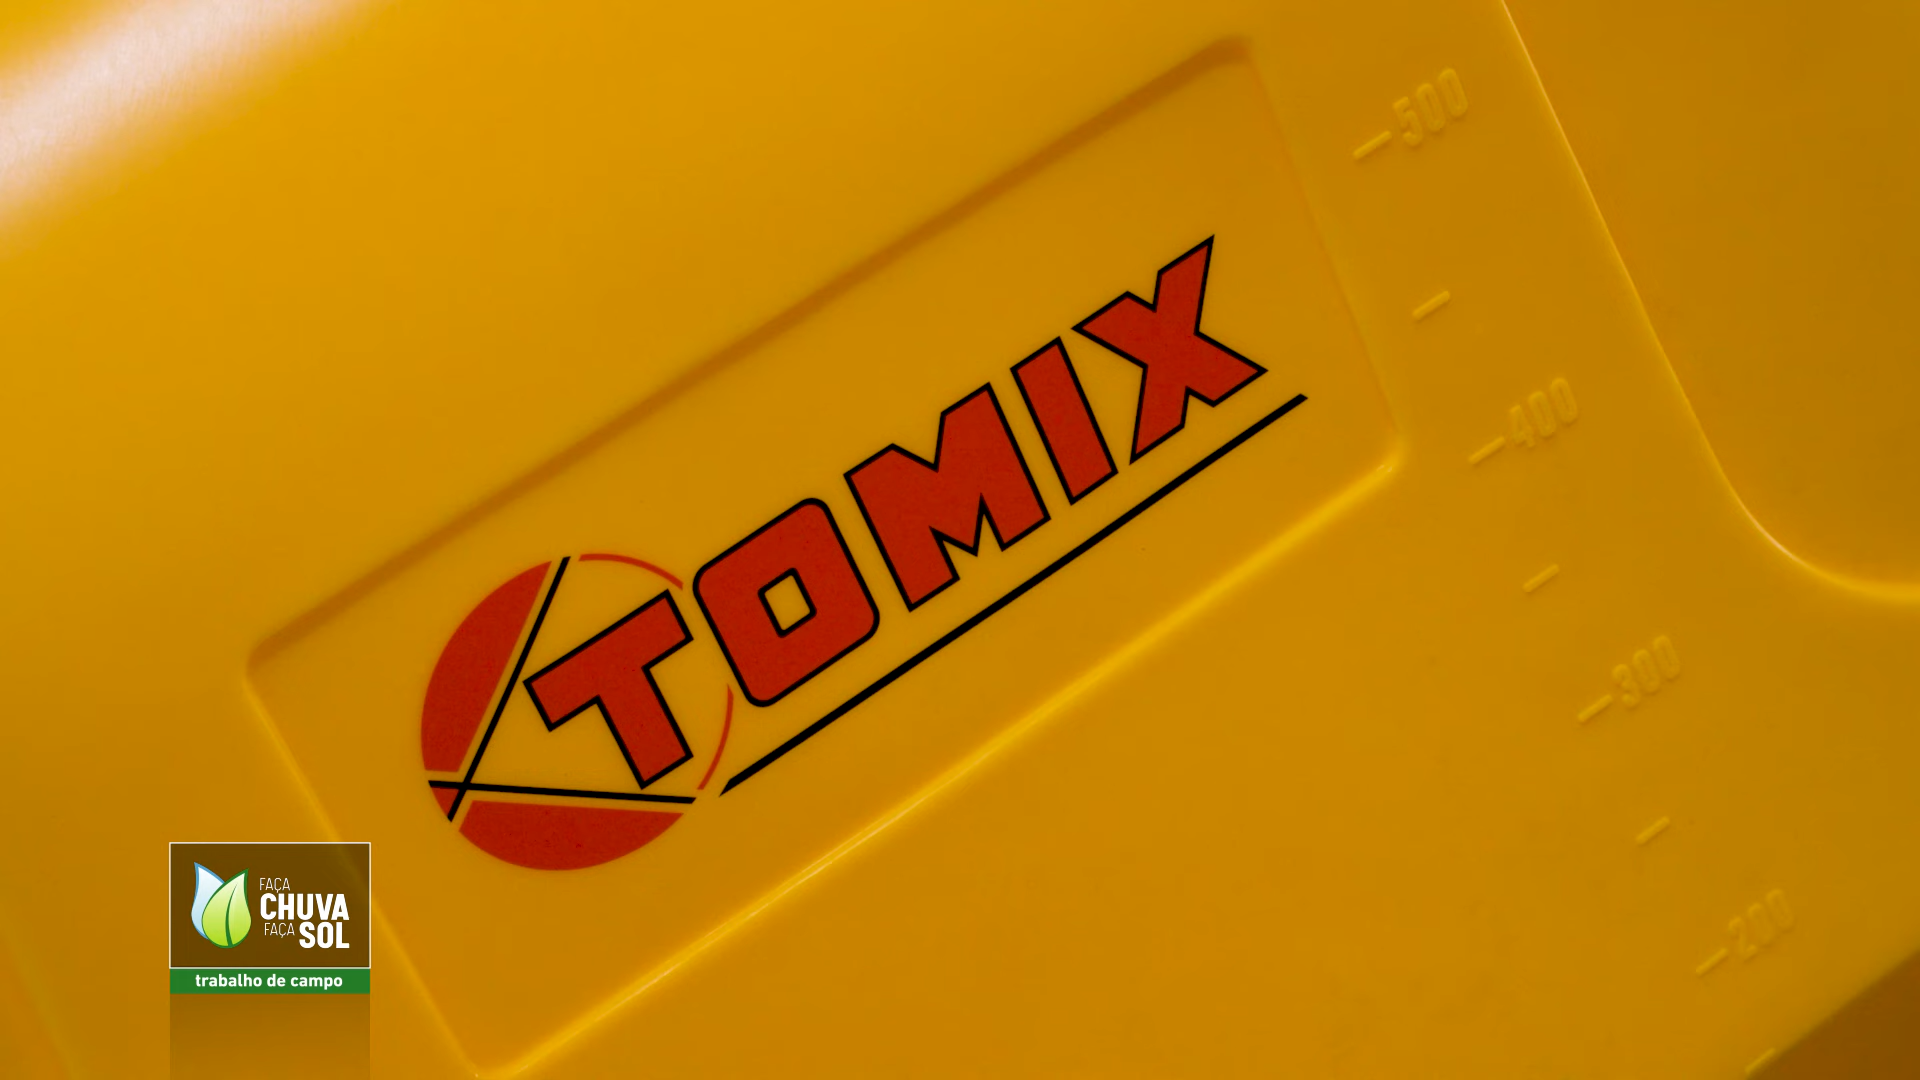 TOMIX
500
400
300
200
FAÇA
CHUVA
FAÇA SOL
trabalho de campo